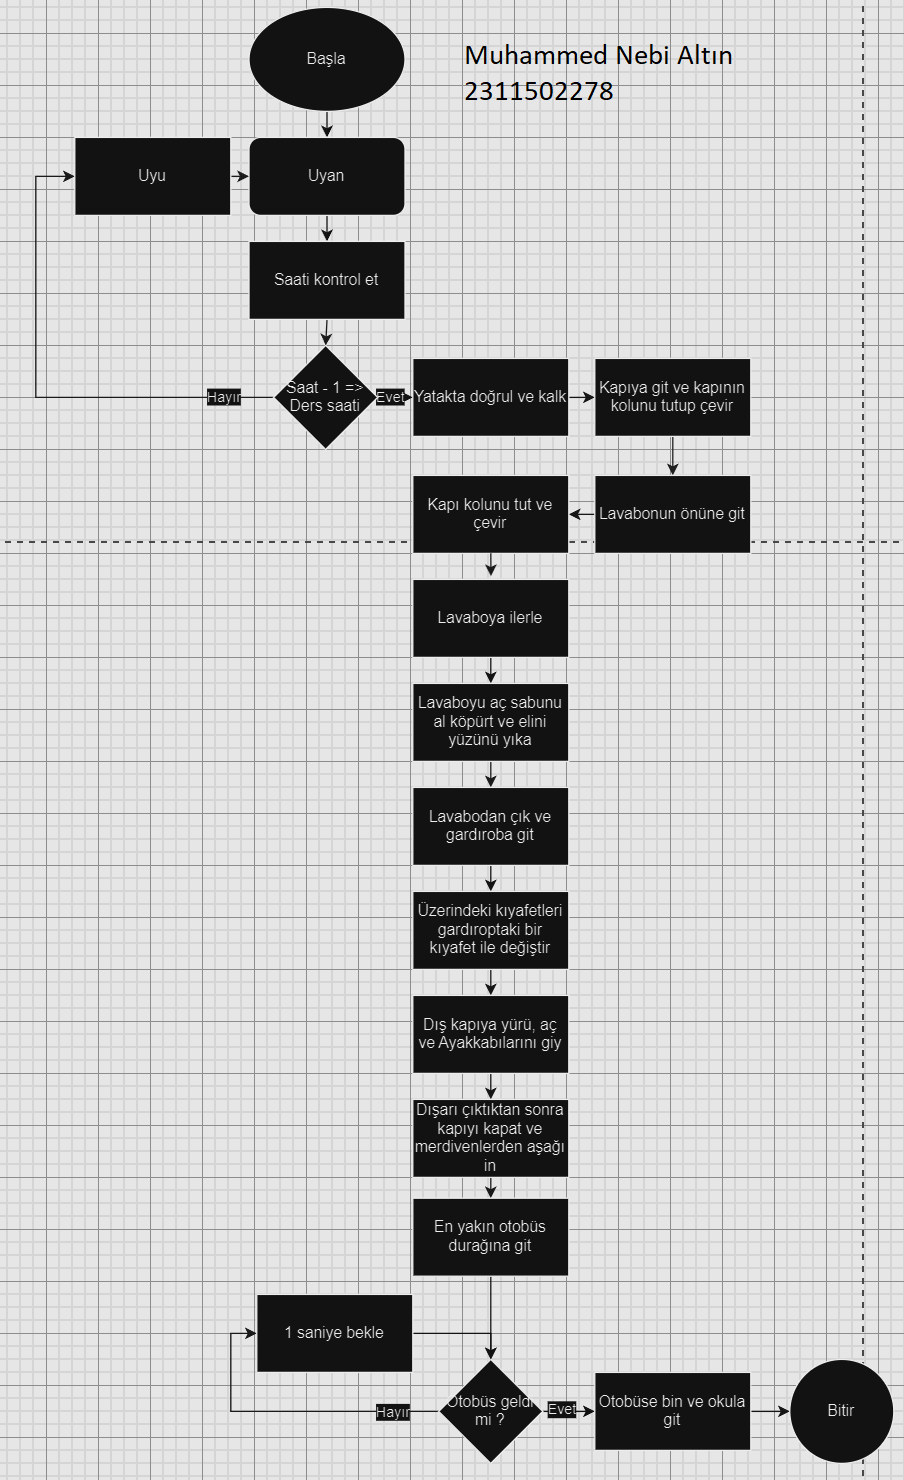 Başla
Muhammed Nebi Altın
2311502278
Uyu
Uyan
Saati kontrol et
Saat - 1 =>
Ders saati
Hayır
Evet
Yatakta doğrul ve kalk
Kapıya git ve kapının
kolunu tutup çevir
Lavabonun önüne git
Kapı kolunu tut ve
çevir
Lavaboya ilerle
Lavaboyu aç sabunu
al köpürt ve elini
yüzünü yıka
Lavabodan çık ve
gardıroba git
Üzerindeki kıyafetleri
gardıroptaki bir
kıyafet ile değiştir
Dış kapıya yürü, aç
ve Ayakkabılarını giy
Dışarı çıktıktan sonra
kapıyı kapat ve
merdivenlerden aşağı
in
En yakın otobüs
durağına git
1 saniye bekle
Otobüs geldi
mi ?
Hayır
Evet
Otobüse bin ve okula
git
Bitir